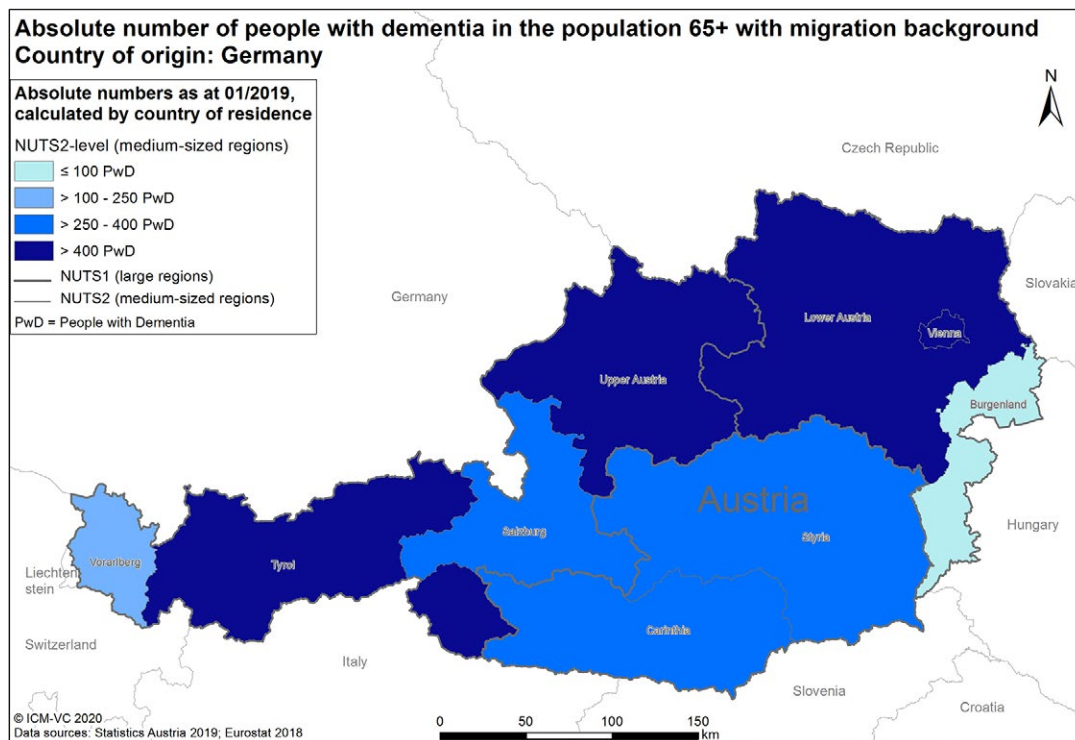 Absolute number of people with dementia in the population 65+ with migration background
Country of origin: Germany
Absolute numbers as at 01/2019,
calculated by country of residence
NUTS2-level (medium-sized regions)
≤ 100 PwD
> 100 - 250 PwD
> 250 - 400 PwD
> 400 PwD
NUTS1 (large regions)
NUTS2 (medium-sized regions)
PwD = People with Dementia
N
Czech Republic
Slovakia
Germany
Lower Austria
Vienna
Upper Austria
Burgenland
Austria
Hungary
Salzburg
Styria
Vorarlberg
Tyrol
Liechten
stein
Carinthia
Switzerland
Italy
Slovenia
Croatia
© ICM-VC 2020
Data sources: Statistics Austria 2019; Eurostat 2018
0 50 100 150
km